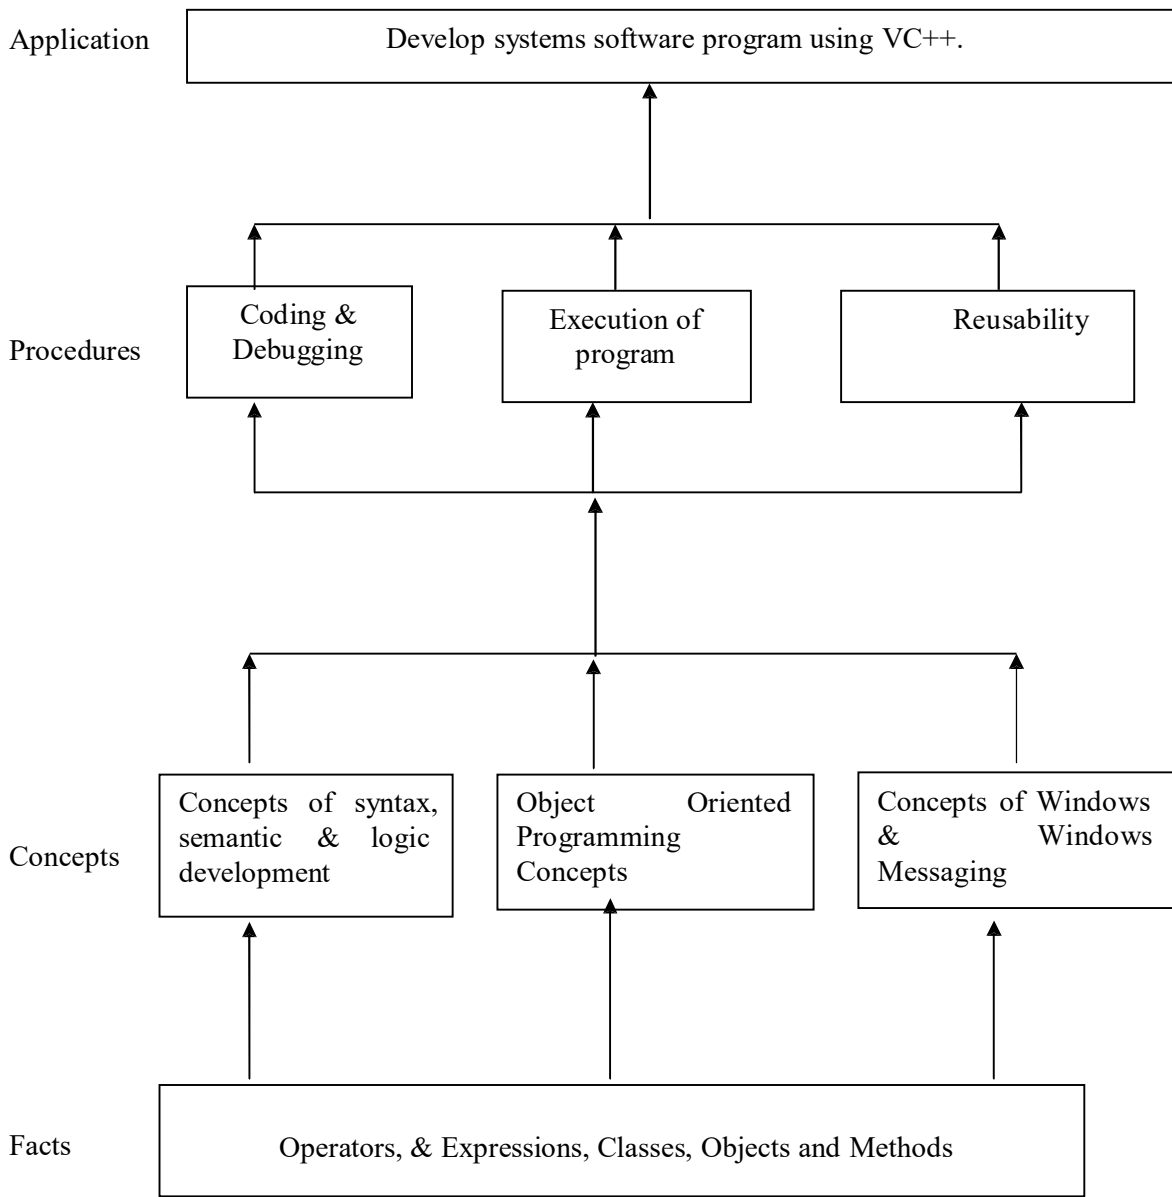 Application
Develop systems software program using VC++.
Procedures
Coding &
Debugging
Execution of
program
Reusability
Concepts
Concepts of syntax,
semantic & logic
development
Object Oriented
Programming
Concepts
Concepts of Windows
& Windows
Messaging
Facts
Operators, & Expressions, Classes, Objects and Methods